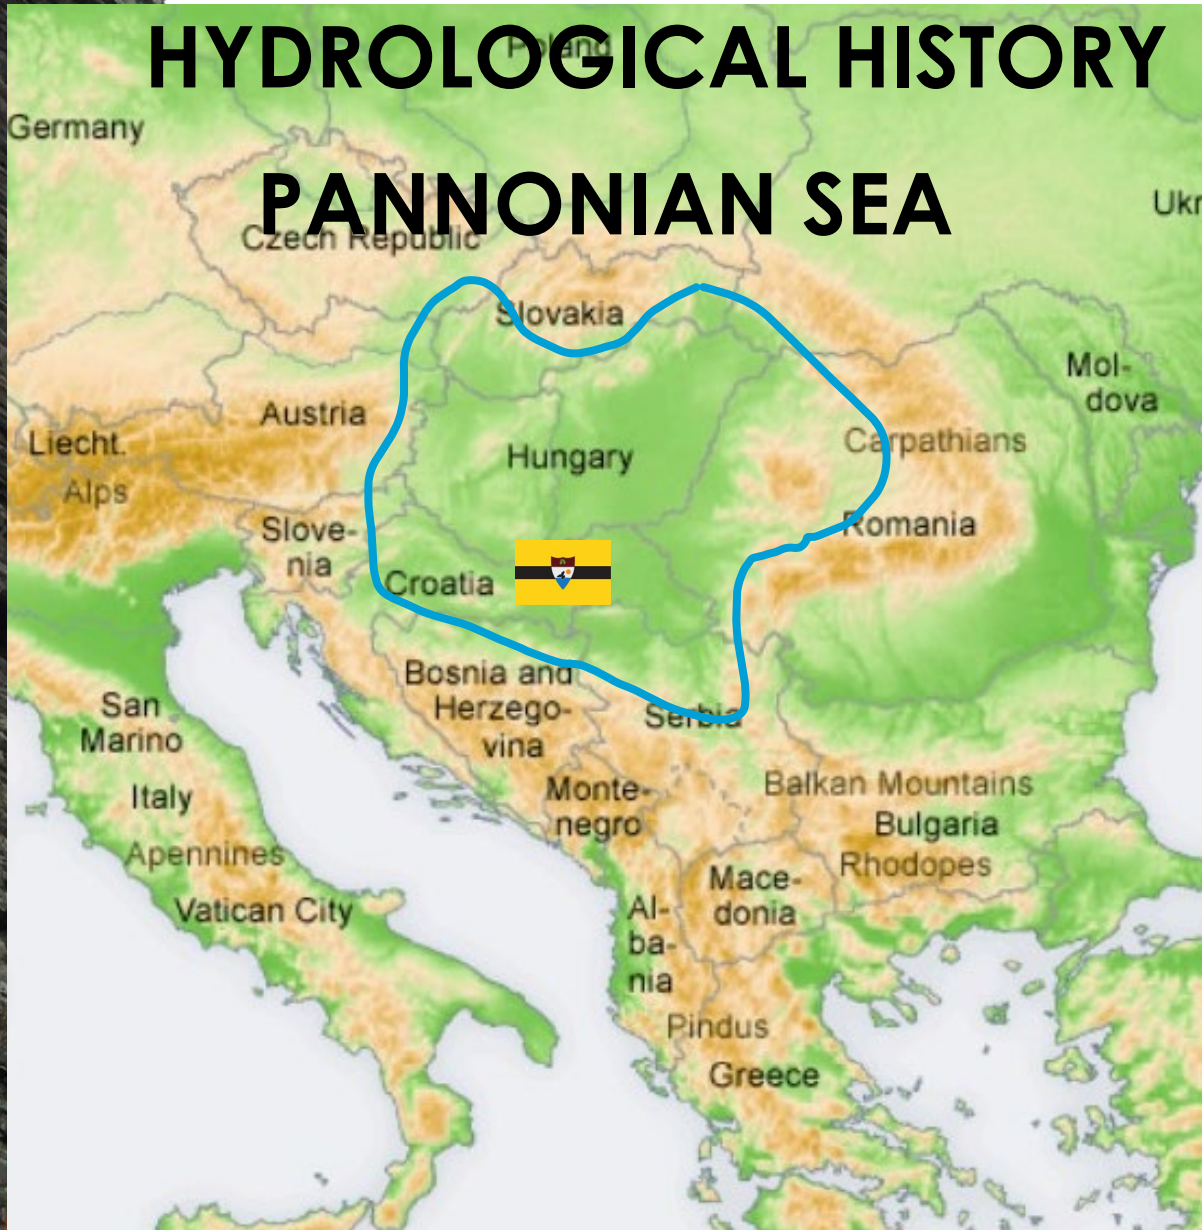 HYDROLOGICAL HISTORY
Poland
Germany
PANNONIAN SEA
Ukr
Czech Republic
Slovakia
Mol-
dova
Austria
Liecht.
Hungary
Carpathians
Alps
Slove-
nia
Romania
Croatia
Bosnia and
Herzego-
vina
San
Marino
Serbia
Italy
Monte-
negro
Balkan Mountains
Bulgaria
Apennines
Rhodopes
Vatican City
Mace-
donia
Al-
ba-
nia
Pindus
Greece